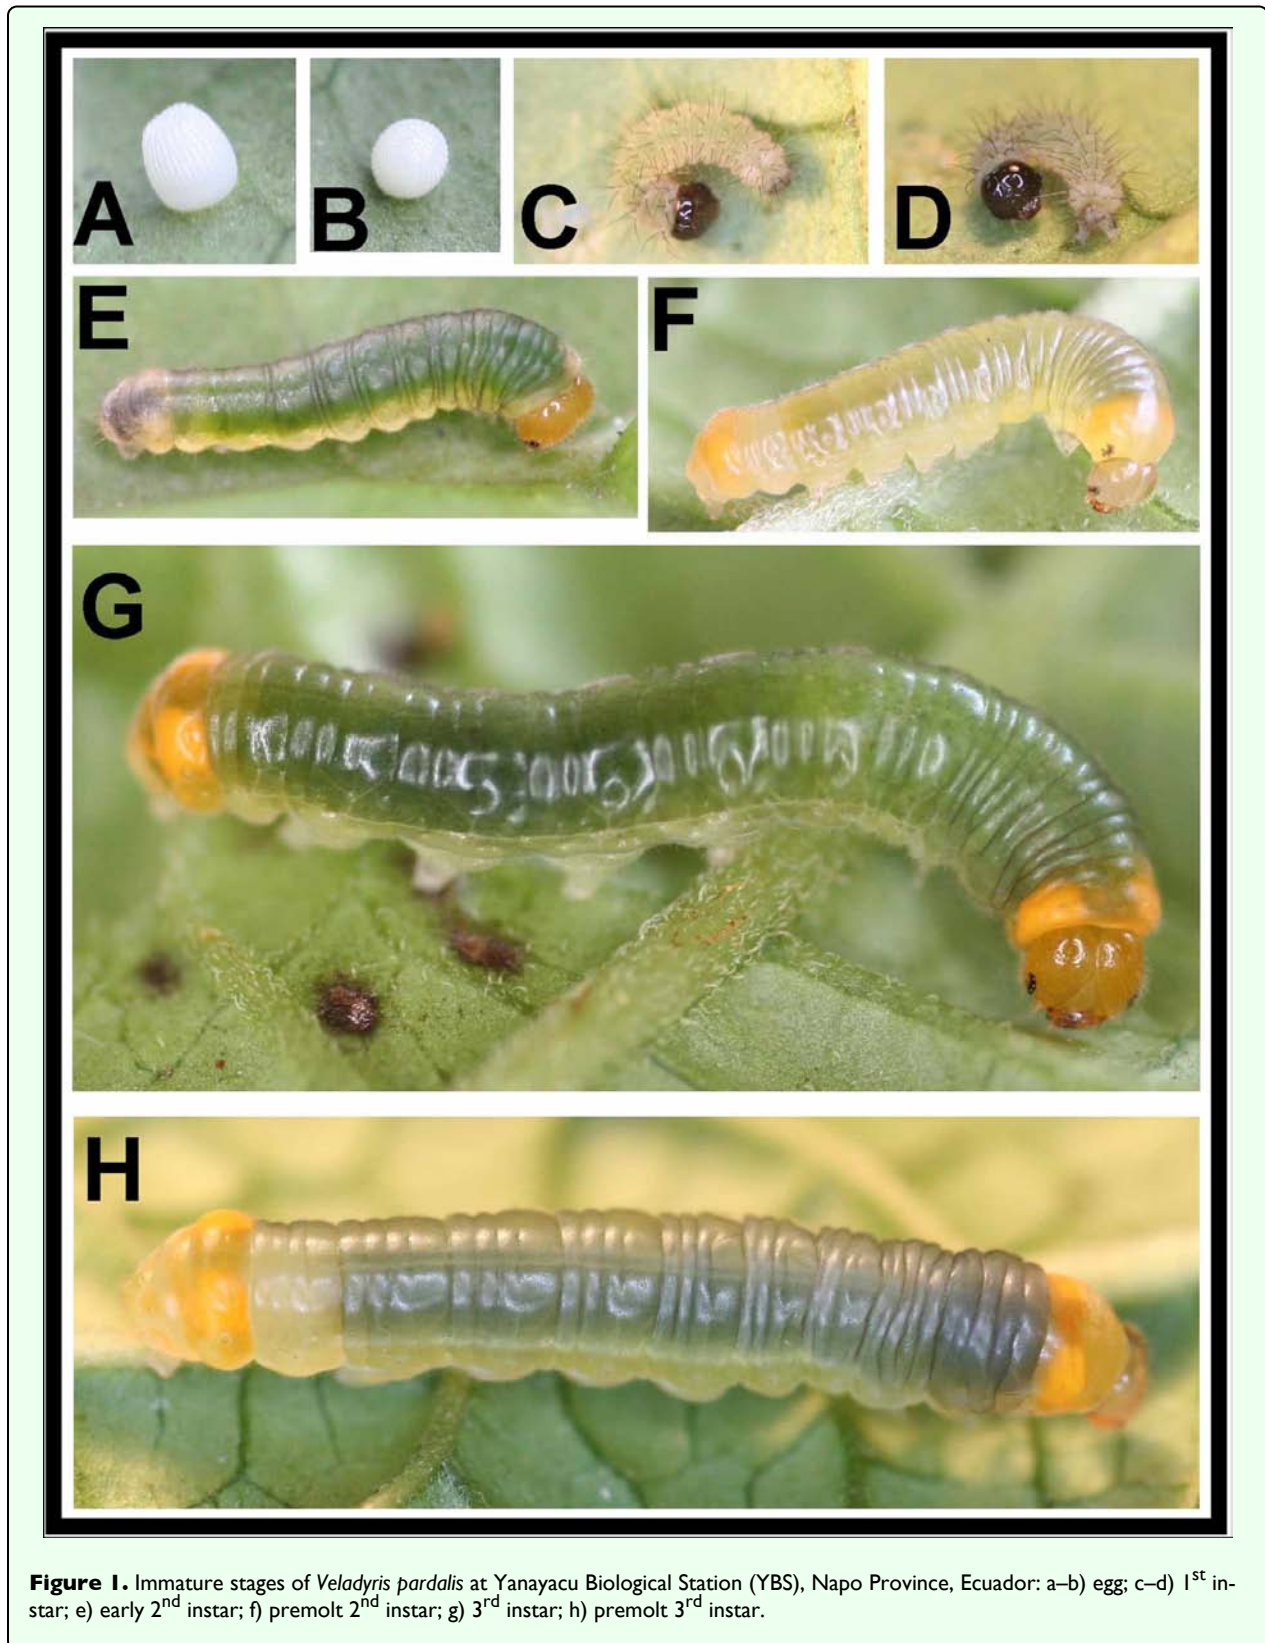 A
B
C
D
E
F
G
H
Figure 1. Immature stages of Veladyris pardalis at Yanayacu Biological Station (YBS), Napo Province, Ecuador: a–b) egg; c–d) 1st in-
star; e) early 2nd instar; f) premolt 2nd instar; g) 3rd instar; h) premolt 3rd instar.